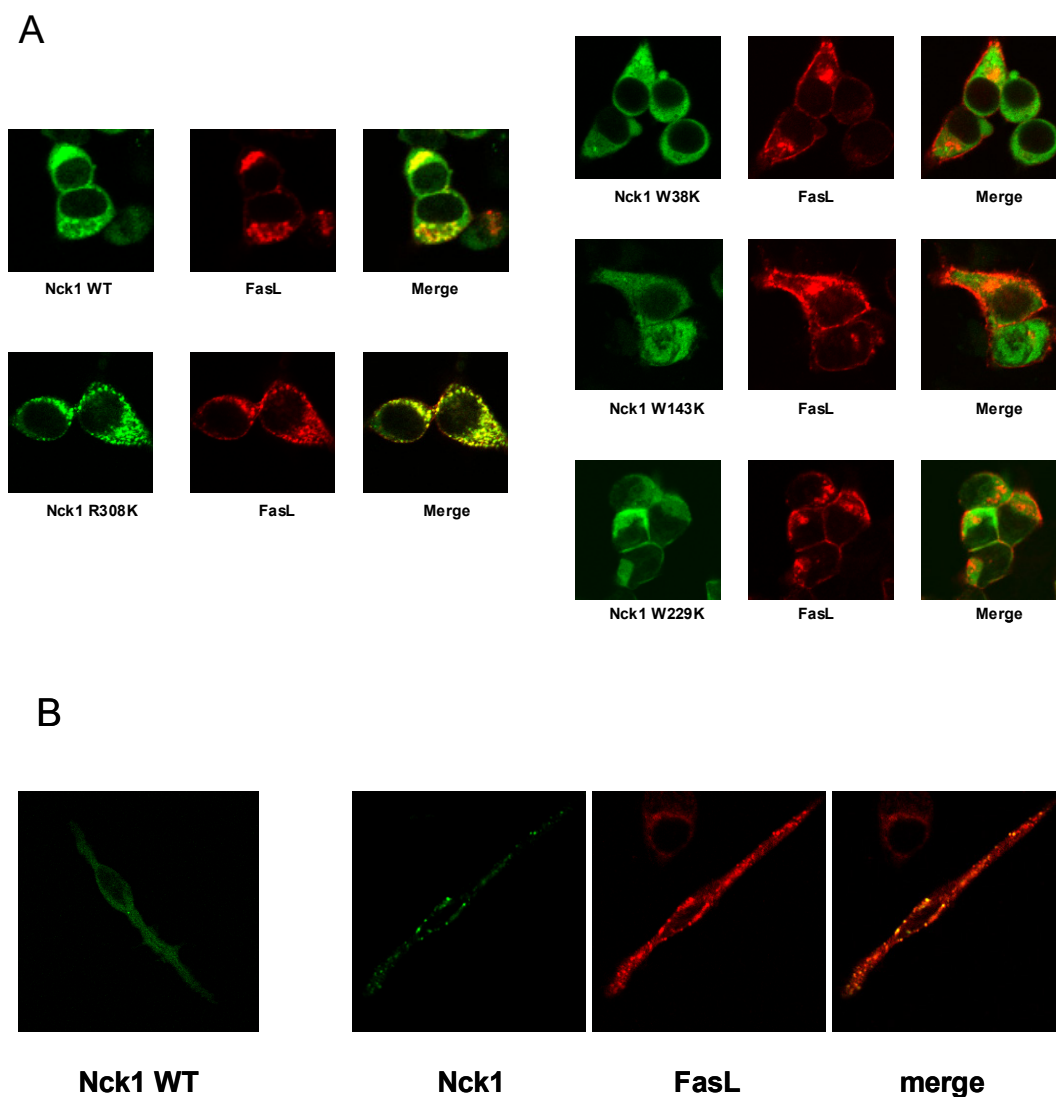 A
Nck1 WT FasL Merge
Nck1 R308K FasL Merge
Nck1 W38K FasL Merge
Nck1 W143K FasL Merge
Nck1 W229K FasL Merge
B
Nck1 WT Nck1 FasL merge